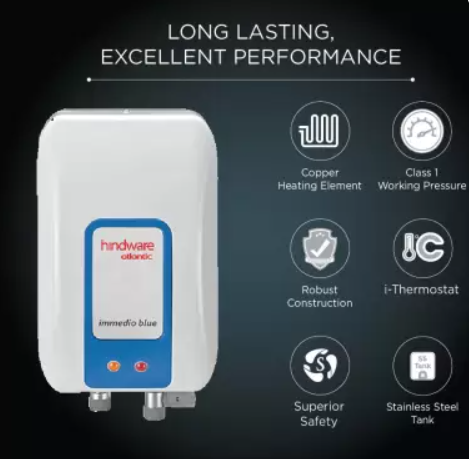 LONG LASTING,
EXCELLENT PERFORMANCE
hindware
atlantic
immedio blue
Copper
Heating Element
Class 1
Working Pressure
Robust
Construction
i-Thermostat
S
Superior
Safety
SS
Tank
Stainless Steel
Tank